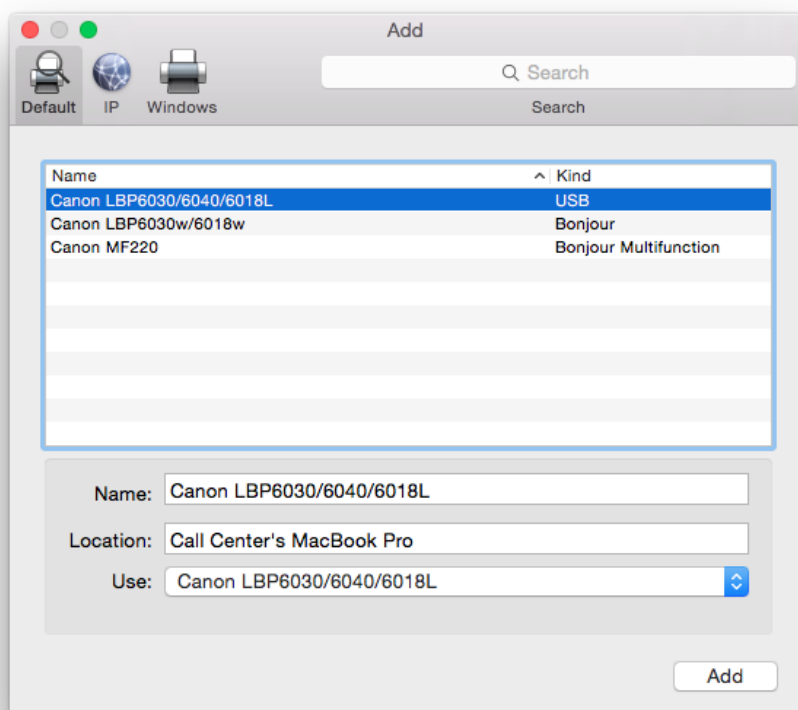 Add
Default IP Windows
Search
Search
Name Kind
Canon LBP6030/6040/6018L USB
Canon LBP6030w/6018w Bonjour
Canon MF220 Bonjour Multifunction
Name: Canon LBP6030/6040/6018L
Location: Call Center's MacBook Pro
Use: Canon LBP6030/6040/6018L
Add